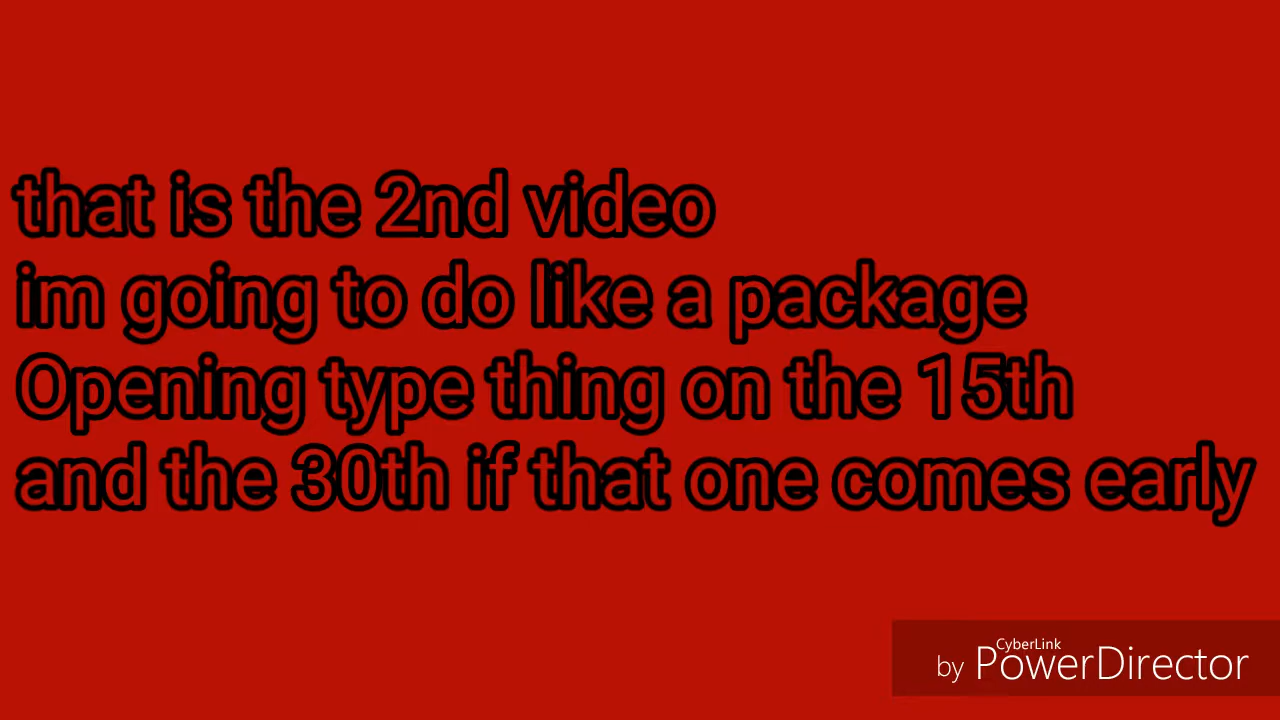 that is the 2nd video
im going to do like a package
Opening type thing on the 15th
and the 30th if that one comes early
CyberLink
by PowerDirector